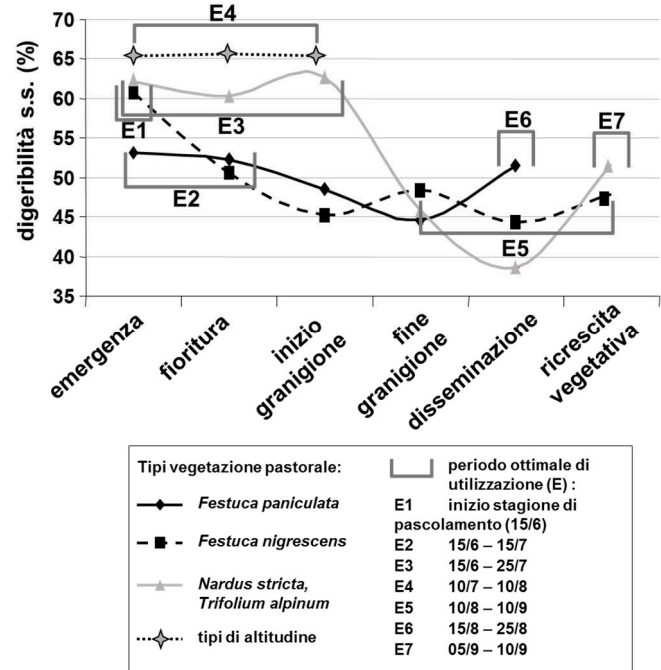 digeribilità s.s. (%)
70
65
60
55
50
45
40
35
E4
E1
E3
E2
E6
E7
E5
emergenza
fioritura
inizio
granigione
fine
granigione
disseminazione
ricrescita
vegetativa
Tipi vegetazione pastorale:
Festuca paniculata
Festuca nigrescens
Nardus stricta,
Trifolium alpinum
tipi di altitudine
periodo ottimale di
utilizzazione (E) :
E1 inizio stagione di
pascolamento (15/6)
E2 15/6 – 15/7
E3 15/6 – 25/7
E4 10/7 – 10/8
E5 10/8 – 10/9
E6 15/8 – 25/8
E7 05/9 – 10/9